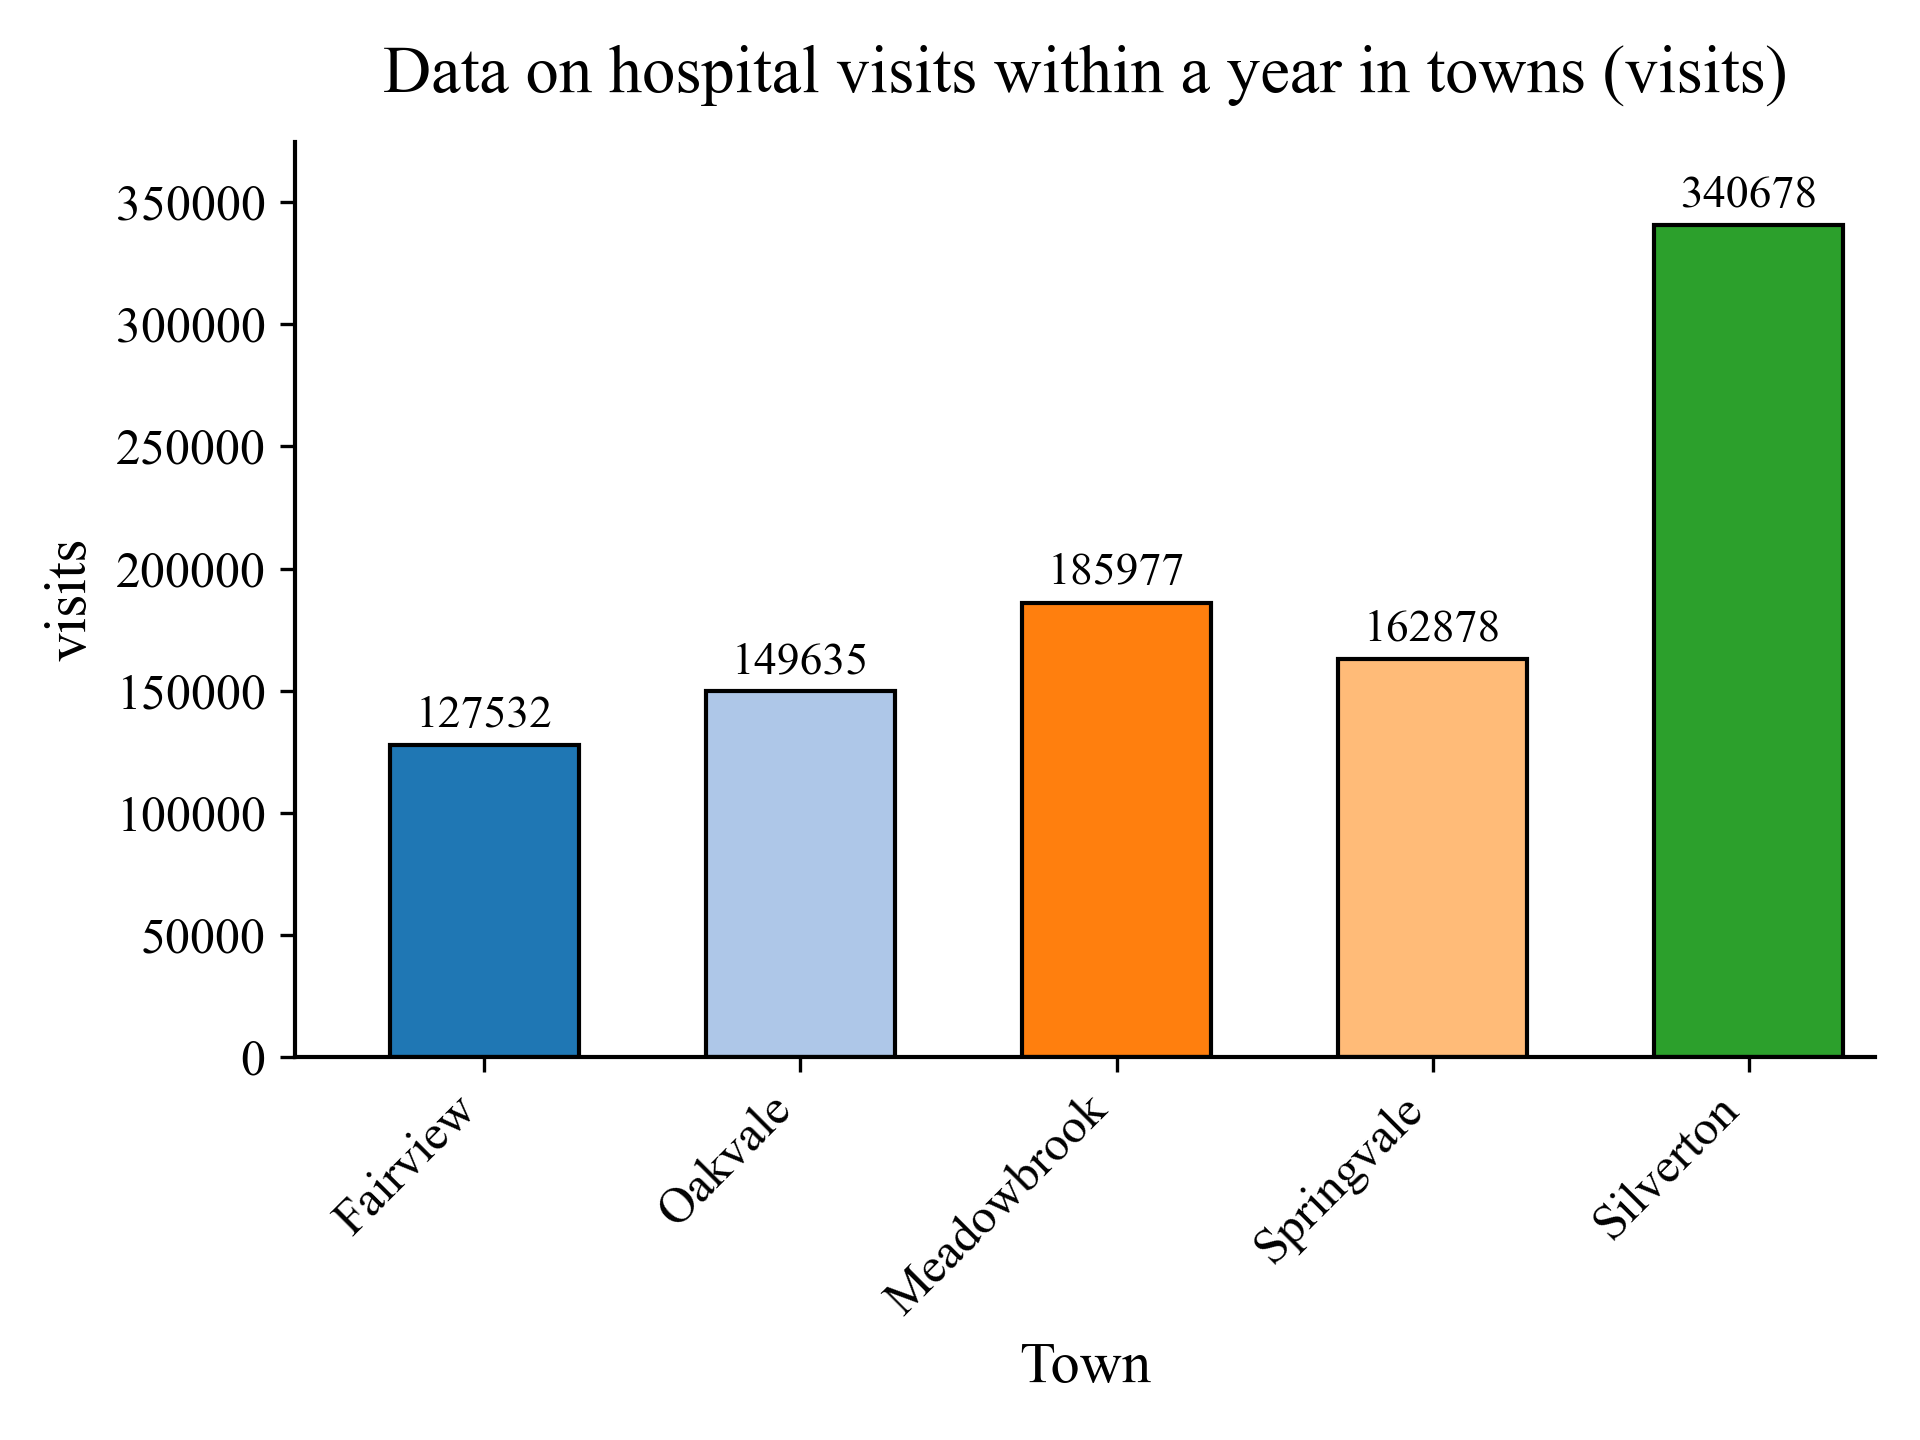 Data on hospital visits within a year in towns (visits)
350000
300000
250000
200000
150000
100000
50000
0
visits
127532
149635
185977
162878
340678
Fairview
Oakvale
Meadowbrook
Springvale
Silverton
Town